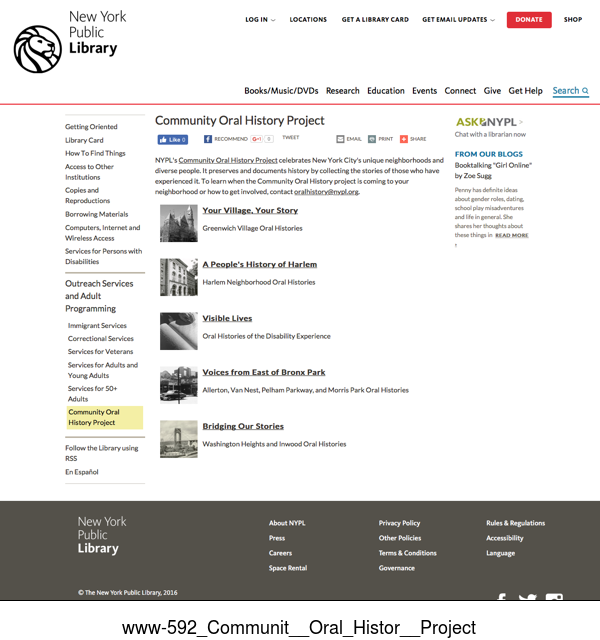 New York
Public
Library
LOG IN
LOCATIONS
GET A LIBRARY CARD
GET EMAIL UPDATES
DONATE
SHOP
Books/Music/DVDs Research Education Events Connect Give Get Help Search
Getting Oriented
Library Card
How To Find Things
Access to Other
Institutions
Copies and
Reproductions
Borrowing Materials
Computers, Internet and
Wireless Access
Services for Persons with
Disabilities
Outreach Services
and Adult
Programming
Immigrant Services
Correctional Services
Services for Veterans
Services for Adults and
Young Adults
Services for 50+
Adults
Community Oral
History Project
Follow the Library using
RSS
En Español
Community Oral History Project
Like 0
RECOMMEND
G+1 0
TWEET
EMAIL
PRINT
SHARE
NYPL's Community Oral History Project celebrates New York City's unique neighborhoods and
diverse people. It preserves and documents history by collecting the stories of those who have
experienced it. To learn when the Community Oral History project is coming to your
neighborhood or how to get involved, contact oralhistory@nypl.org.
Your Village, Your Story
Greenwich Village Oral Histories
A People's History of Harlem
Harlem Neighborhood Oral Histories
Visible Lives
Oral Histories of the Disability Experience
Voices from East of Bronx Park
Allerton, Van Nest, Pelham Parkway, and Morris Park Oral Histories
Bridging Our Stories
Washington Heights and Inwood Oral Histories
ASK NYPL >
Chat with a librarian now
FROM OUR BLOGS
Booktalking "Girl Online"
by Zoe Sugg
Penny has definite ideas
about gender roles, dating,
school play misadventures
and life in general. She
shares her thoughts about
these things in READ MORE
›
New York
Public
Library
About NYPL
Press
Careers
Space Rental
Privacy Policy
Other Policies
Terms & Conditions
Governance
Rules & Regulations
Accessibility
Language
© The New York Public Library, 2016
www-592_Communit__Oral_Histor__Project